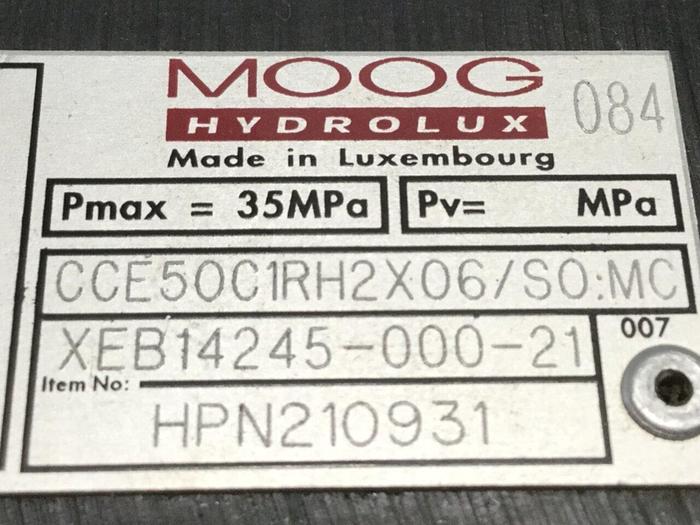 MOOG
HYDROLUX
084
Made in Luxembourg
Pmax = 35MPa
Pv= MPa
CCE50C1RH2X06/SO:MC
XEB14245-000-21
007
Item No:
HPN210931